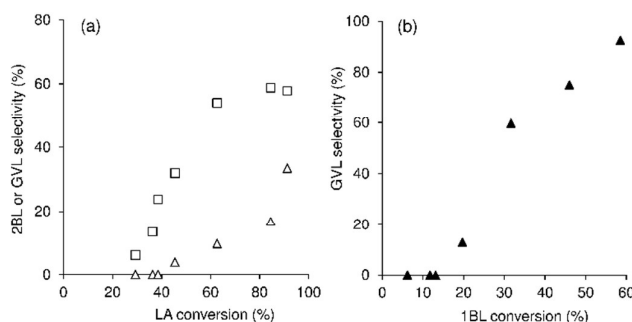 (a)
2BL or GVL selectivity (%)
80
60
40
20
0
0 20 40 60 80 100
LA conversion (%)
(b)
GVL selectivity (%)
100
80
60
40
20
0
0 10 20 30 40 50 60
1BL conversion (%)